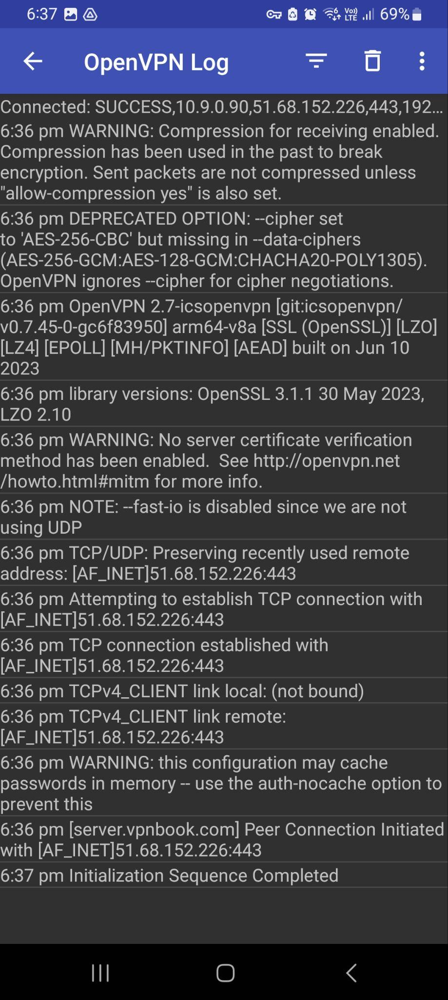 6:37
Vo)) LTE
69%
OpenVPN Log
Connected: SUCCESS,10.9.0.90,51.68.152.226,443,192...
6:36 pm WARNING: Compression for receiving enabled.
Compression has been used in the past to break
encryption. Sent packets are not compressed unless
"allow-compression yes" is also set.
6:36 pm DEPRECATED OPTION: --cipher set
to 'AES-256-CBC' but missing in --data-ciphers
(AES-256-GCM:AES-128-GCM:CHACHA20-POLY1305).
OpenVPN ignores --cipher for cipher negotiations.
6:36 pm OpenVPN 2.7-icsopenvpn [git:icsopenvpn/
v0.7.45-0-gc6f83950] arm64-v8a [SSL (OpenSSL)] [LZO]
[LZ4] [EPOLL] [MH/PKTINFO] [AEAD] built on Jun 10
2023
6:36 pm library versions: OpenSSL 3.1.1 30 May 2023,
LZO 2.10
6:36 pm WARNING: No server certificate verification
method has been enabled.  See http://openvpn.net
/howto.html#mitm for more info.
6:36 pm NOTE: --fast-io is disabled since we are not
using UDP
6:36 pm TCP/UDP: Preserving recently used remote
address: [AF_INET]51.68.152.226:443
6:36 pm Attempting to establish TCP connection with
[AF_INET]51.68.152.226:443
6:36 pm TCP connection established with
[AF_INET]51.68.152.226:443
6:36 pm TCPv4_CLIENT link local: (not bound)
6:36 pm TCPv4_CLIENT link remote:
[AF_INET]51.68.152.226:443
6:36 pm WARNING: this configuration may cache
passwords in memory -- use the auth-nocache option to
prevent this
6:36 pm [server.vpnbook.com] Peer Connection Initiated
with [AF_INET]51.68.152.226:443
6:37 pm Initialization Sequence Completed